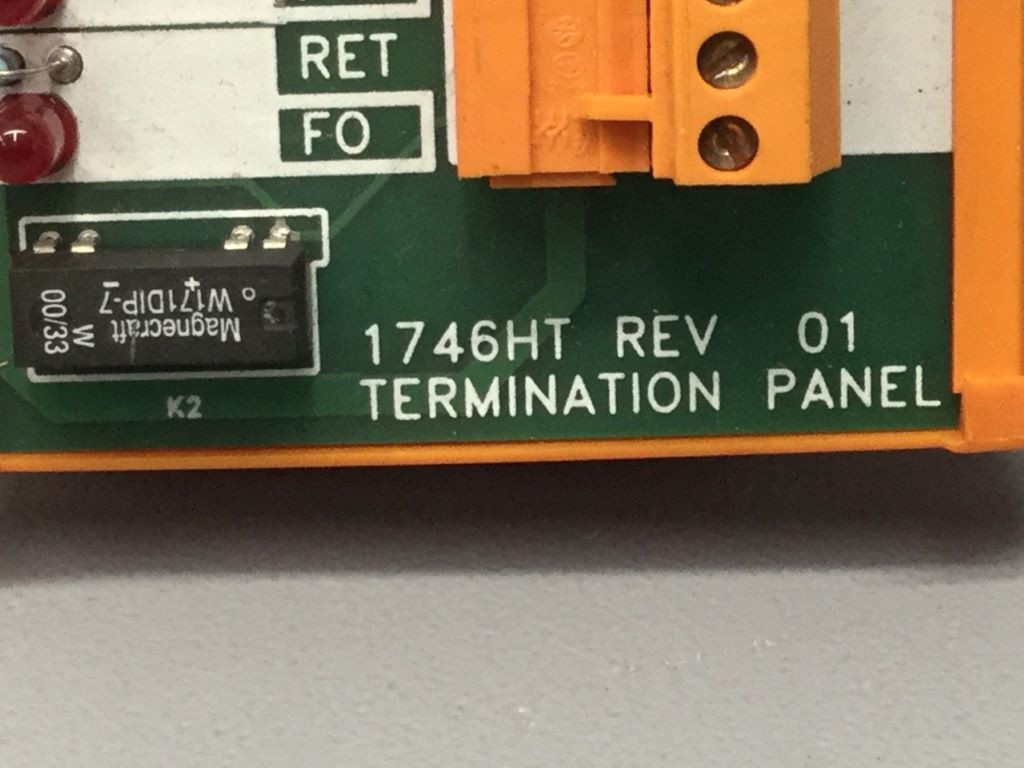 RET
FO
Magnecraft
W171DIP-7
W
00/33
K2
1746HT REV 01
TERMINATION PANEL